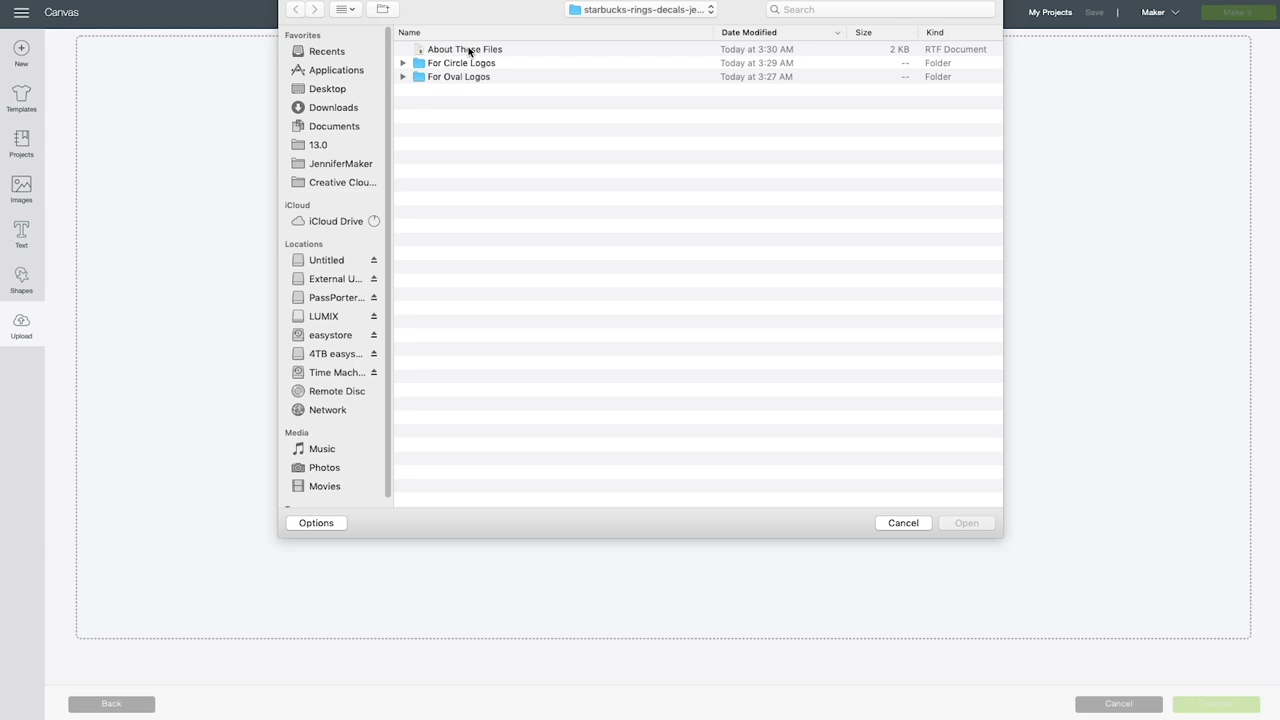 Canvas
starbucks-rings-decals-je...
Search
My Projects
Save
|
Maker
Make It
New
Templates
Projects
Images
Text
Shapes
Upload
Favorites
Recents
Applications
Desktop
Downloads
Documents
13.0
JenniferMaker
Creative Clou...
iCloud
iCloud Drive
Locations
Untitled
External U...
PassPorter...
LUMIX
easystore
4TB easys...
Time Mach...
Remote Disc
Network
Media
Music
Photos
Movies
Name Date Modified Size Kind
About These Files Today at 3:30 AM 2 KB RTF Document
For Circle Logos Today at 3:29 AM -- Folder
For Oval Logos Today at 3:27 AM -- Folder
Options
Cancel
Open
Back
Cancel